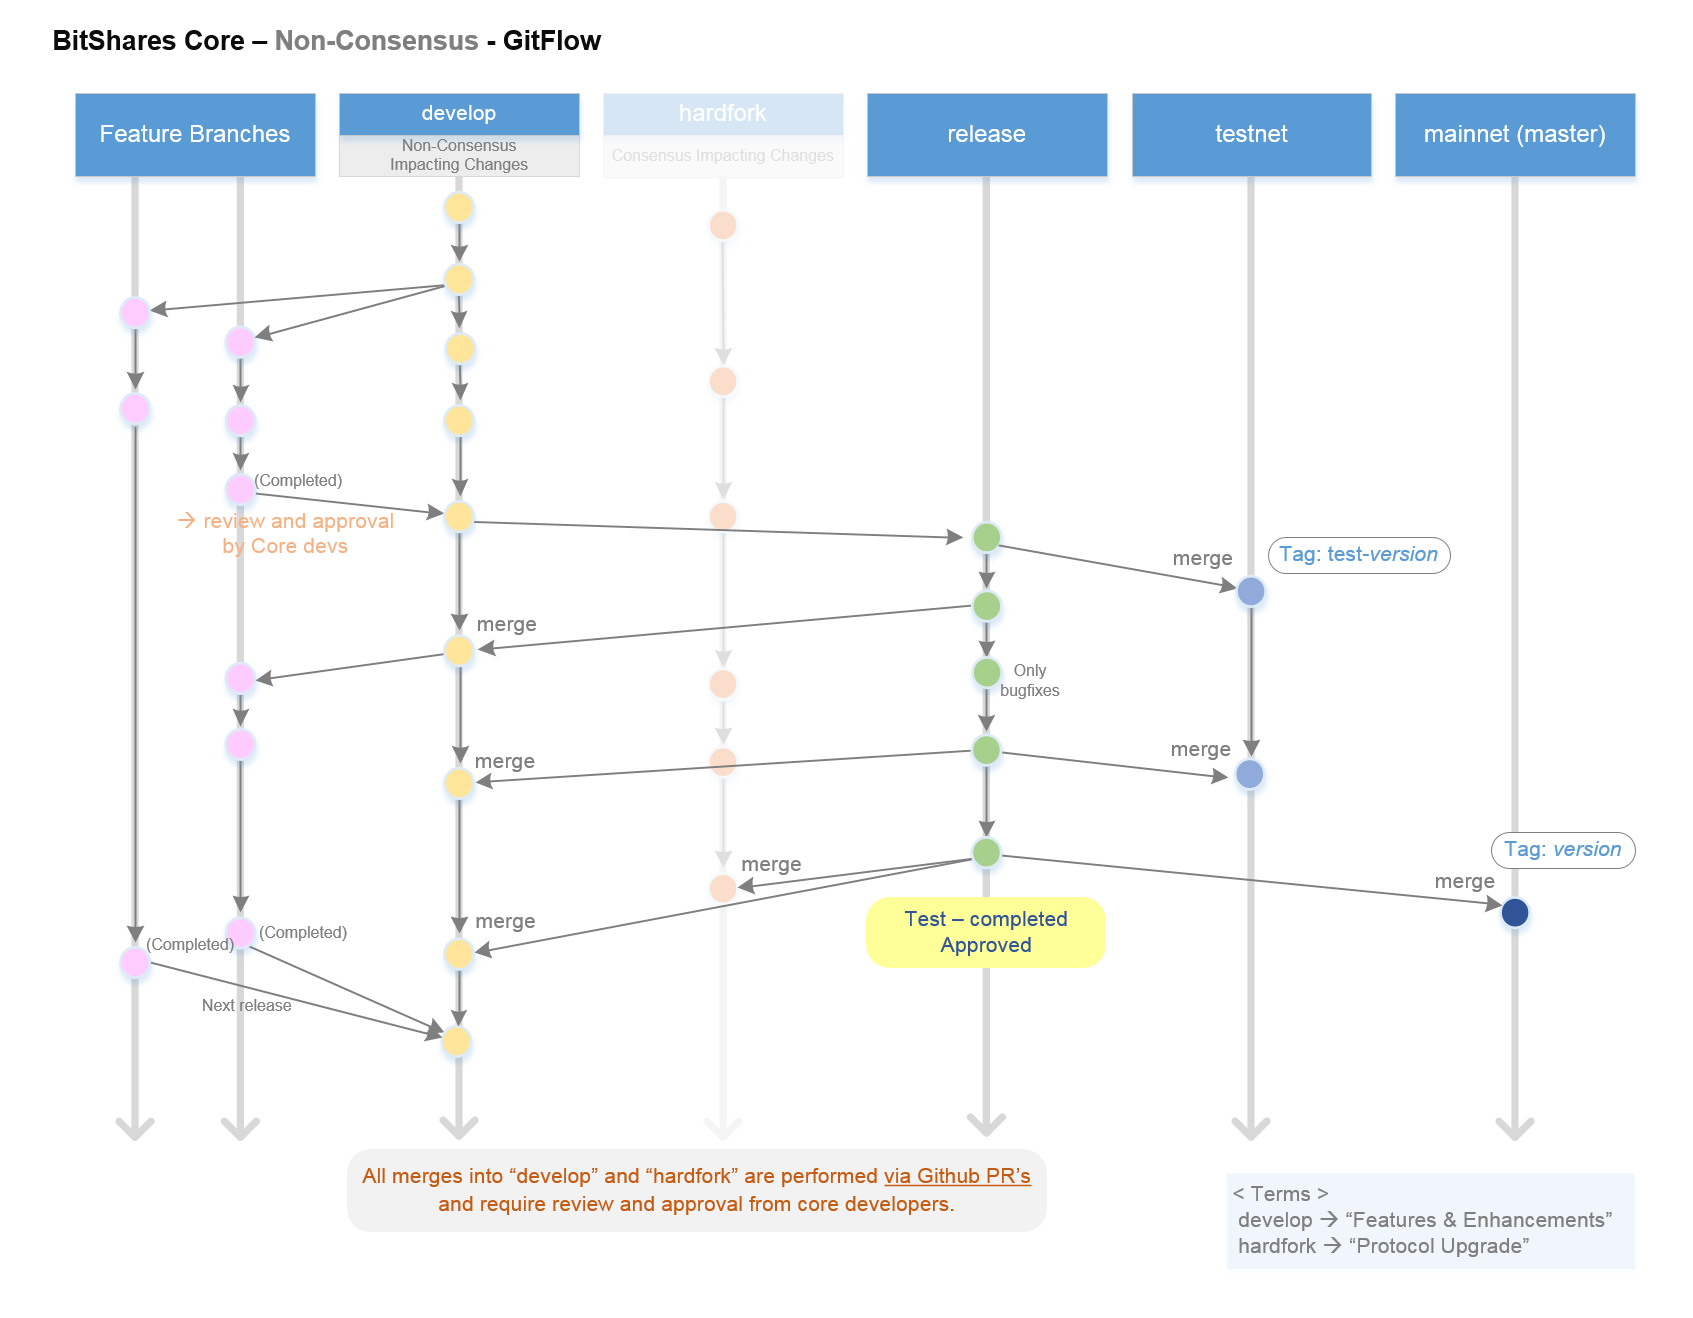 BitShares Core – Non-Consensus - GitFlow
Feature Branches
develop
Non-Consensus
Impacting Changes
hardfork
Consensus Impacting Changes
release
testnet
mainnet (master)
(Completed)
→ review and approval
by Core devs
merge
Tag: test-version
merge
Only
bugfixes
merge
merge
Tag: version
merge
merge
merge
Test – completed
Approved
(Completed)
(Completed)
Next release
All merges into “develop” and “hardfork” are performed via Github PR’s
and require review and approval from core developers.
< Terms >
develop → “Features & Enhancements”
hardfork → “Protocol Upgrade”